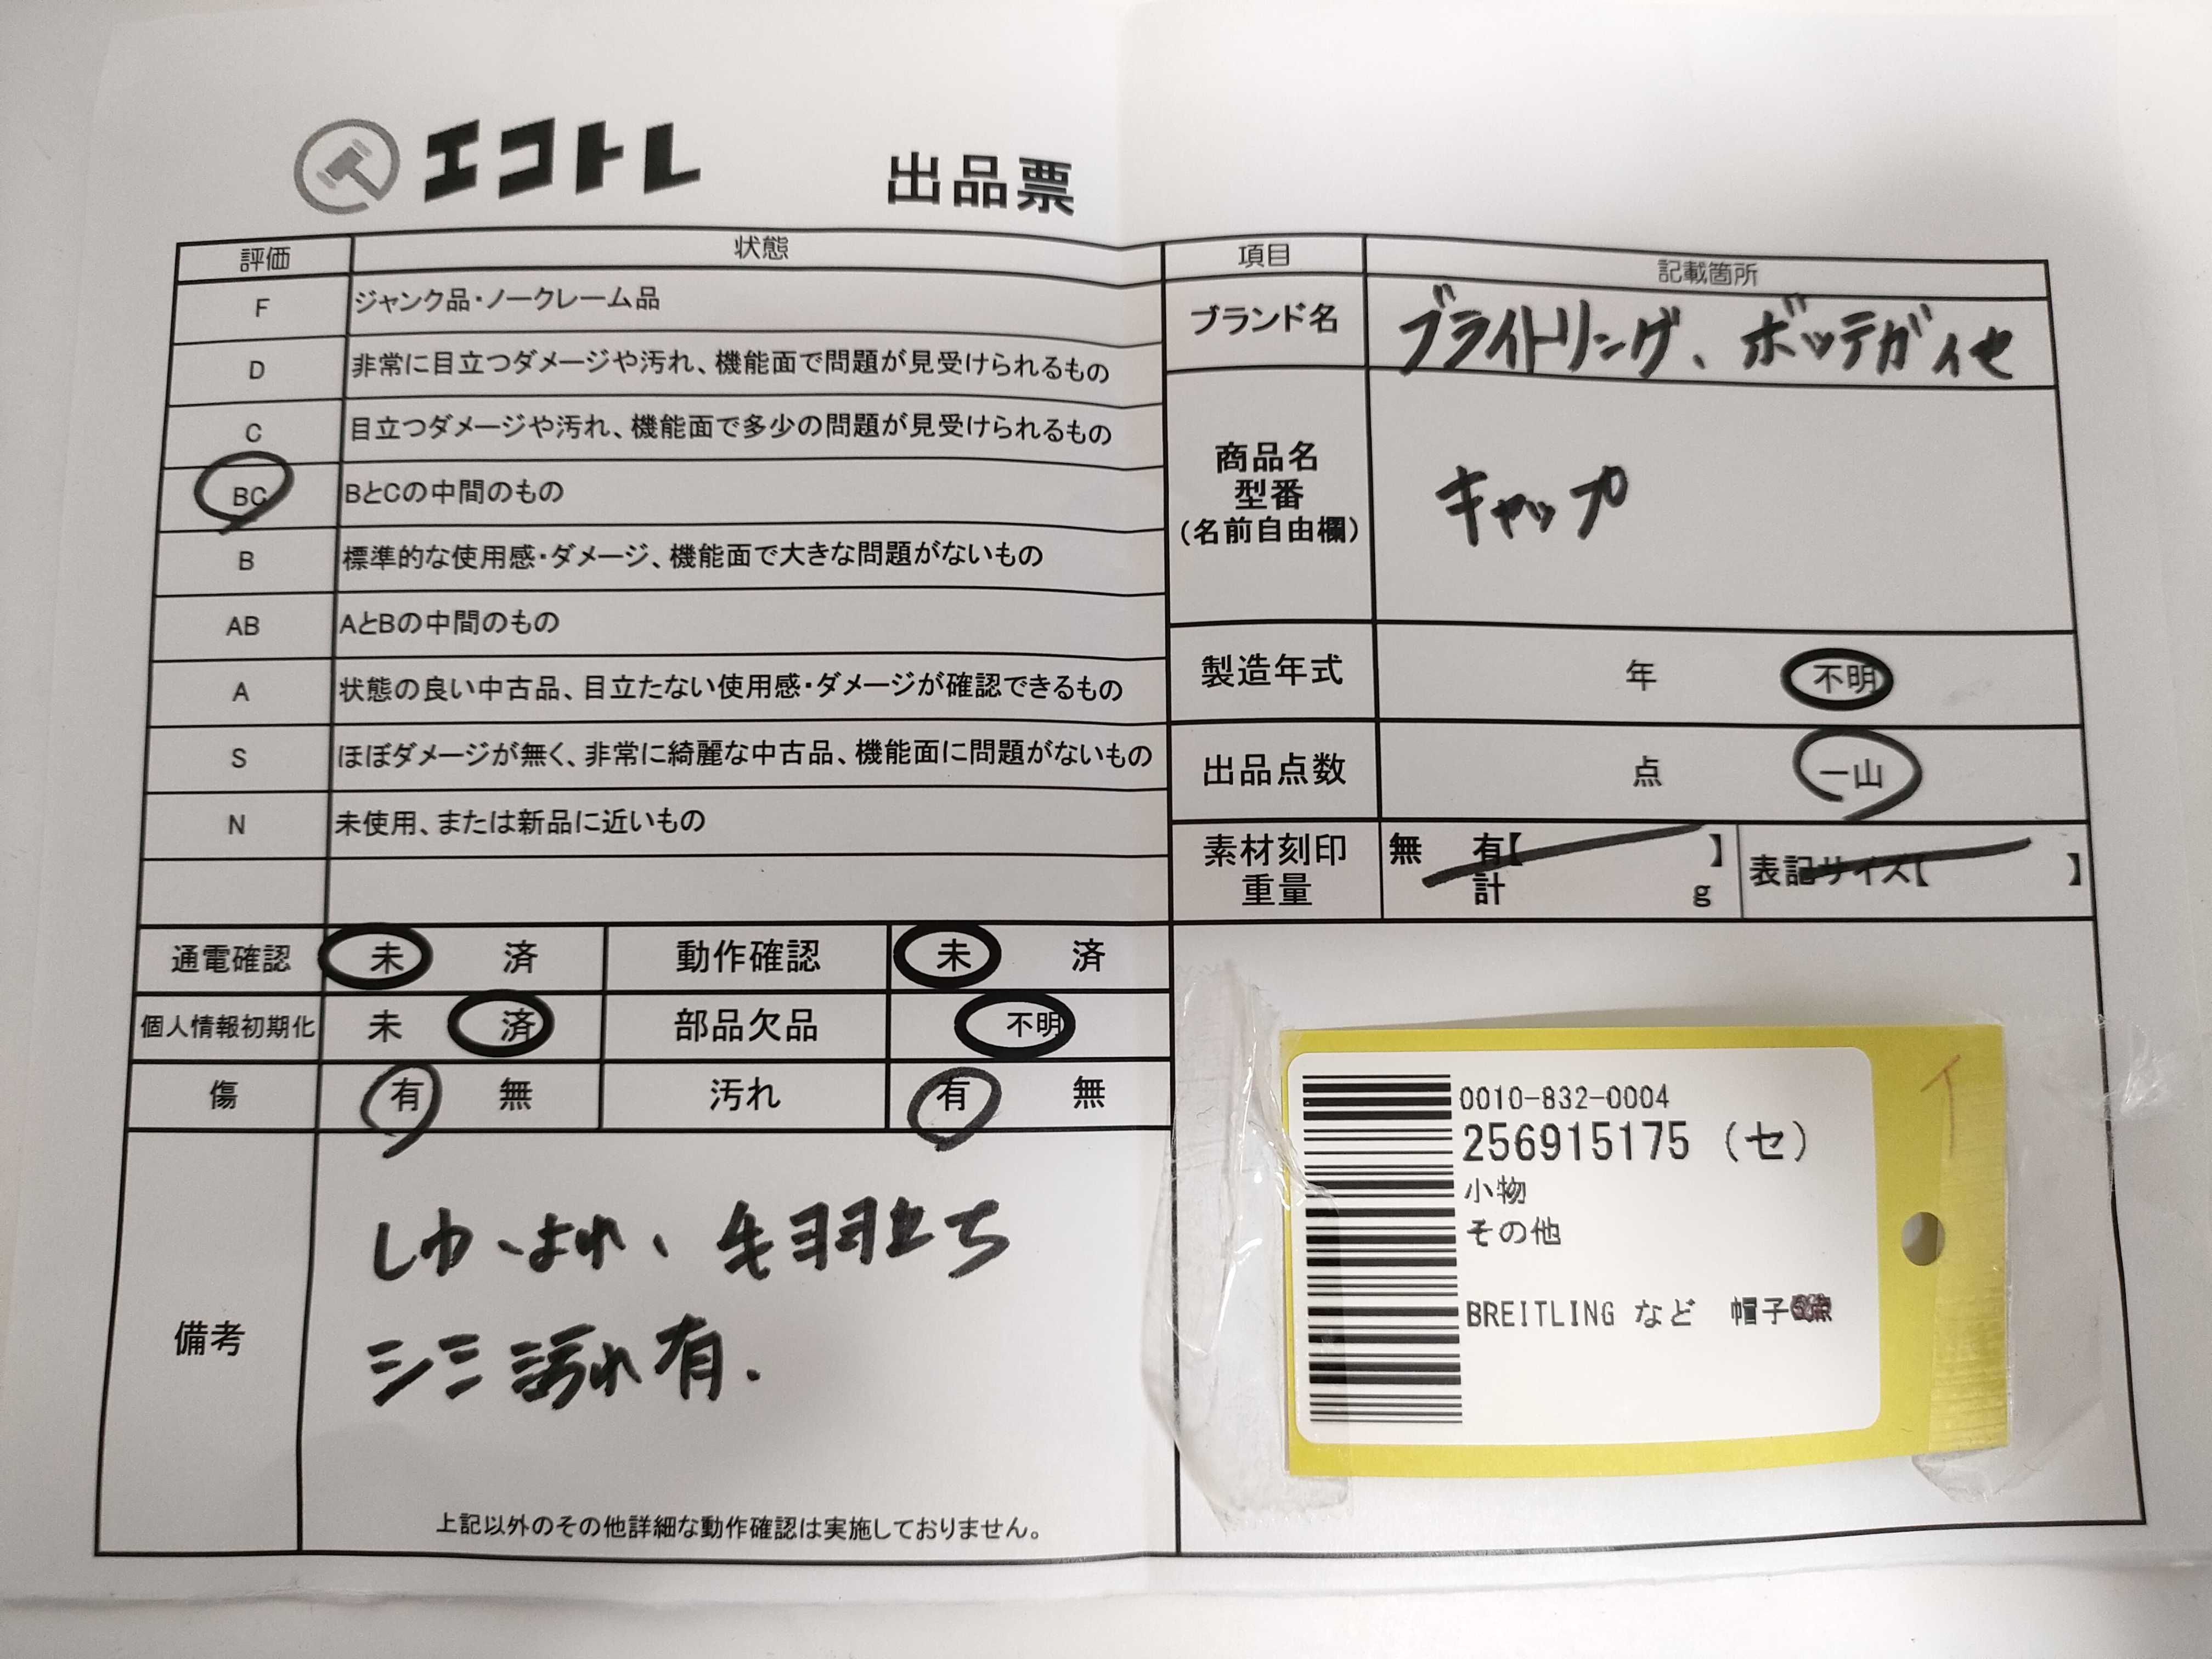 エコトレ 出品票
評価 状態
F ジャンク品・ノークレーム品
D 非常に目立つダメージや汚れ、機能面で問題が見受けられるもの
C 目立つダメージや汚れ、機能面で多少の問題が見受けられるもの
BC BとCの中間のもの
B 標準的な使用感・ダメージ、機能面で大きな問題がないもの
AB AとBの中間のもの
A 状態の良い中古品、目立たない使用感・ダメージが確認できるもの
S ほぼダメージが無く、非常に綺麗な中古品、機能面に問題がないもの
N 未使用、または新品に近いもの
通電確認 未 済 動作確認 未 済
個人情報初期化 未 済 部品欠品 不明
傷 有 無 汚れ 有 無
備考
しわ、よれ、毛羽立ち
シミ汚れ有.
上記以外のその他詳細な動作確認は実施しておりません。
項目 記載箇所
ブランド名 ブライトリング、ボッテガ
商品名
型番
(名前自由欄)
キャップ
製造年式 年 不明
出品点数 点 一山
素材刻印 無 有【 】 表記サイズ【 】
重量 計 g
イ
0010-832-0004
256915175 (セ)
小物
その他
BREITLING など 帽子